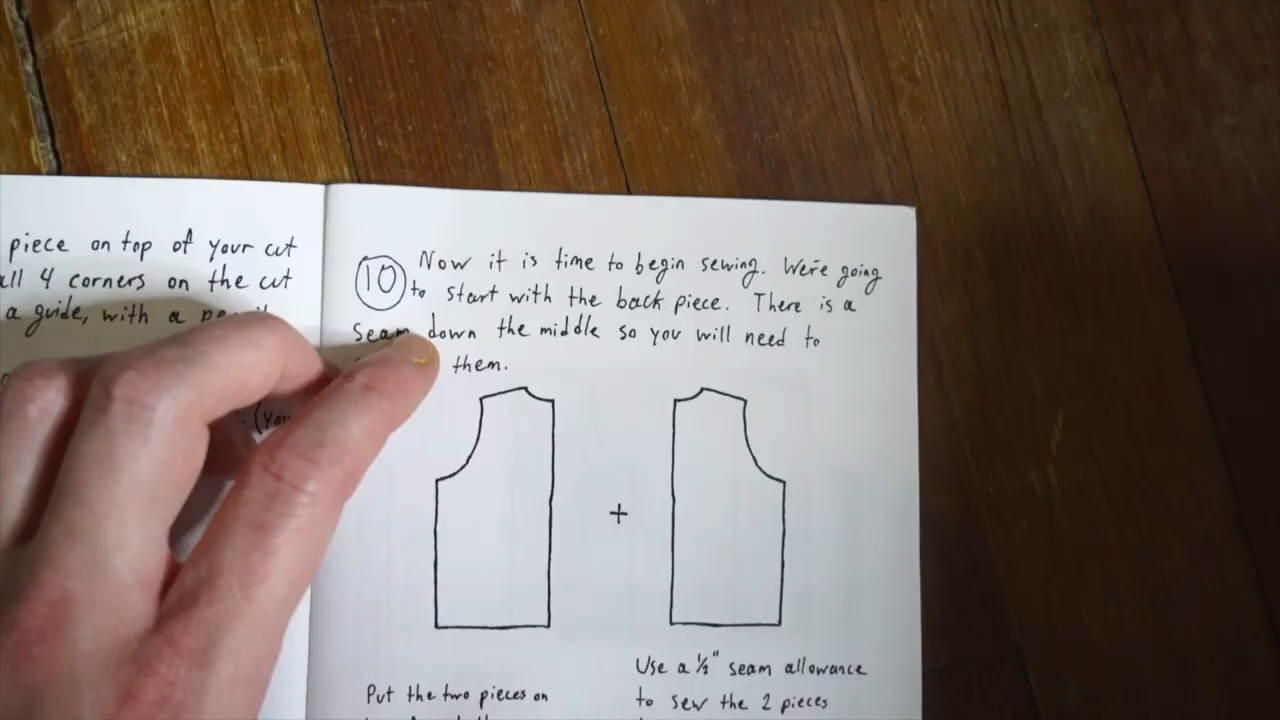 piece on top of your cut
all 4 corners on the cut
a guide, with a
(you
10 Now it is time to begin sewing. We're going
to start with the back piece. There is a
seam down the middle so you will need to
them.
+
Put the two pieces on
Use a ½" seam allowance
to sew the 2 pieces